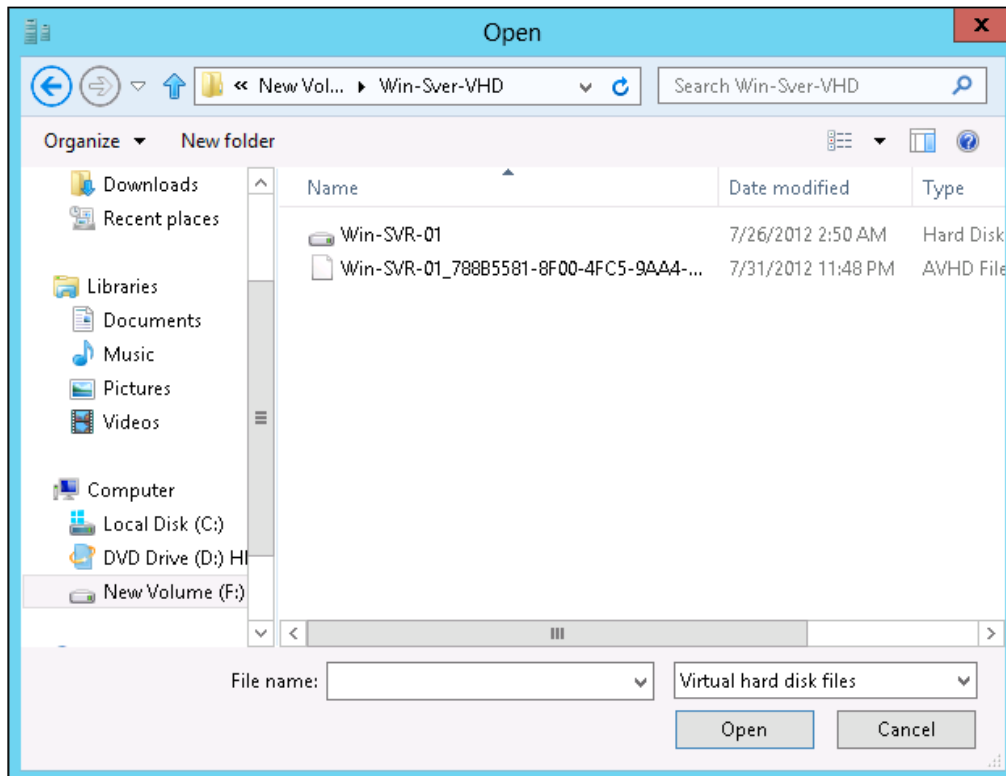 Open
x
« New Vol... ▸ Win-Sver-VHD
Search Win-Sver-VHD
Organize
New folder
Downloads
Recent places
Libraries
Documents
Music
Pictures
Videos
Computer
Local Disk (C:)
DVD Drive (D:) HI
New Volume (F:)
Name Date modified Type
Win-SVR-01 7/26/2012 2:50 AM Hard Disk
Win-SVR-01_788B5581-8F00-4FC5-9AA4-... 7/31/2012 11:48 PM AVHD File
File name:
Virtual hard disk files
Open Cancel